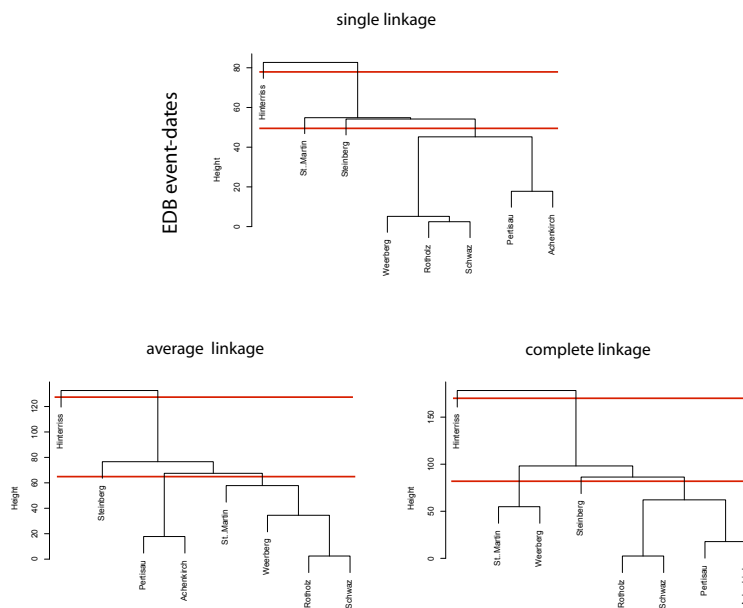 single linkage
EDB event-dates
Height
0
20
40
60
80
Hinterriss
St..Martin
Steinberg
Weerberg
Rotholz
Schwaz
Pertisau
Achenkirch
average linkage
Height
0
20
40
60
80
100
120
Hinterriss
Steinberg
Pertisau
Achenkirch
St..Martin
Weerberg
Rotholz
Schwaz
complete linkage
Height
0
50
100
150
Hinterriss
St..Martin
Weerberg
Steinberg
Rotholz
Schwaz
Pertisau